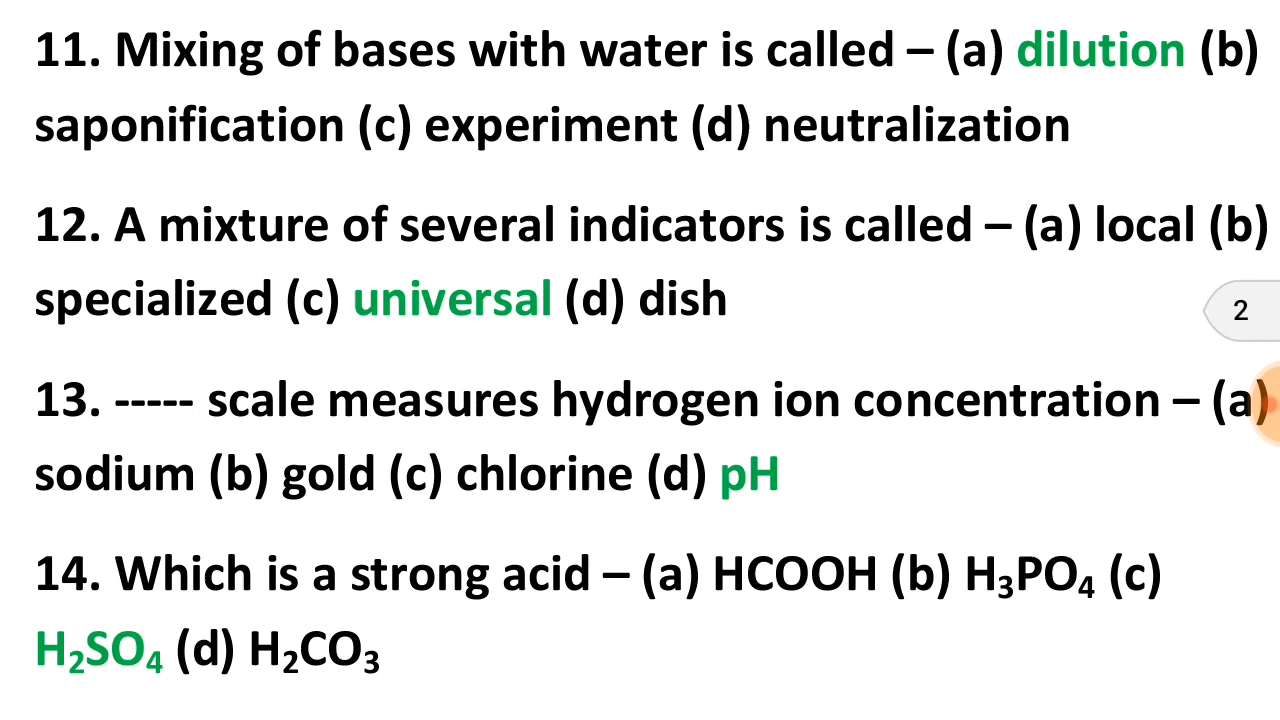 11. Mixing of bases with water is called – (a) dilution (b)
saponification (c) experiment (d) neutralization
12. A mixture of several indicators is called – (a) local (b)
specialized (c) universal (d) dish
2
13. ----- scale measures hydrogen ion concentration – (a)
sodium (b) gold (c) chlorine (d) pH
14. Which is a strong acid – (a) HCOOH (b) H₃PO₄ (c)
H₂SO₄ (d) H₂CO₃